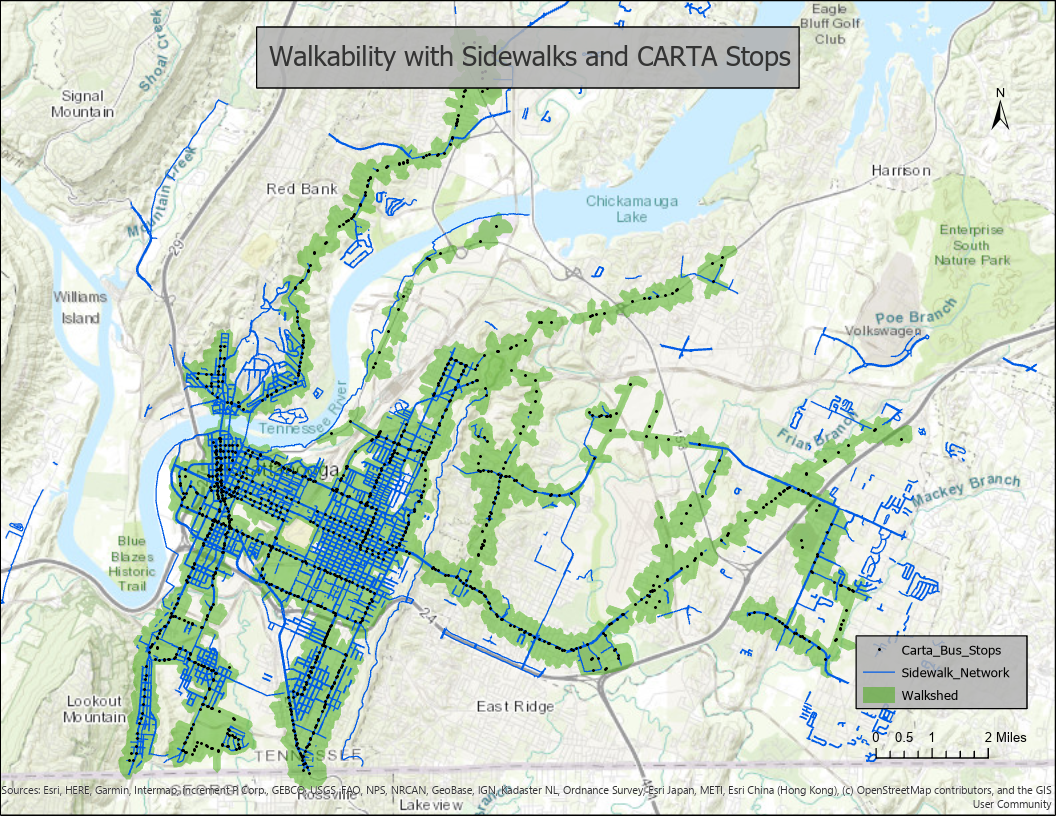 Eagle
Bluff Golf
Club
Walkability with Sidewalks and CARTA Stops
Shoal Creek
Signal
Mountain
N
Mountain Creek
Red Bank
Harrison
Chickamauga
Lake
Enterprise
South
Nature Park
Williams
Island
Poe Branch
Volkswagen
Tennessee River
Friar Branch
Mackey Branch
Blue
Blazes
Historic
Trail
24
Carta_Bus_Stops
Sidewalk_Network
Walkshed
Lookout
Mountain
East Ridge
0 0.5 1 2 Miles
TENNESSEE
Sources: Esri, HERE, Garmin, Intermap, increment P Corp., GEBCO, USGS, FAO, NPS, NRCAN, GeoBase, IGN, Kadaster NL, Ordnance Survey, Esri Japan, METI, Esri China (Hong Kong), (c) OpenStreetMap contributors, and the GIS
User Community
Rossville
Lakeview